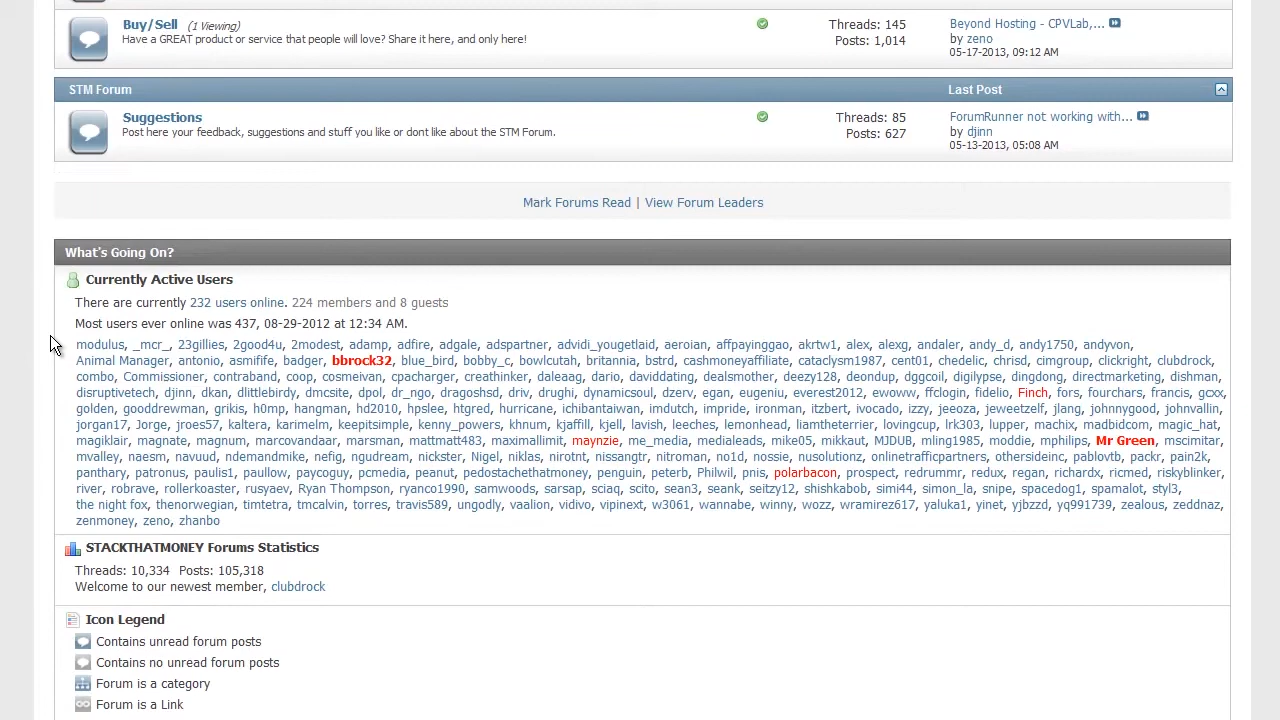 Buy/Sell (1 Viewing)
Have a GREAT product or service that people will love? Share it here, and only here!
Threads: 145
Posts: 1,014
Beyond Hosting - CPVLab,...
by zeno
05-17-2013, 09:12 AM
STM Forum
Last Post
Suggestions
Post here your feedback, suggestions and stuff you like or dont like about the STM Forum.
Threads: 85
Posts: 627
ForumRunner not working with...
by djinn
05-13-2013, 05:08 AM
Mark Forums Read | View Forum Leaders
What's Going On?
Currently Active Users
There are currently 232 users online. 224 members and 8 guests
Most users ever online was 437, 08-29-2012 at 12:34 AM.
modulus, _mcr_, 23gillies, 2good4u, 2modest, adamp, adfire, adgale, adspartner, advidi_yougetlaid, aeroian, affpayinggao, akrtw1, alex, alexg, andaler, andy_d, andy1750, andyvon,
Animal Manager, antonio, asmifife, badger, bbrock32, blue_bird, bobby_c, bowlcutah, britannia, bstrd, cashmoneyaffiliate, cataclysm1987, cent01, chedelic, chrisd, cimgroup, clickright, clubdrock,
combo, Commissioner, contraband, coop, cosmeivan, cpacharger, creathinker, daleaag, dario, daviddating, dealsmother, deezy128, deondup, dggcoil, digilypse, dingdong, directmarketing, dishman,
disruptivetech, djinn, dkan, dlittlebirdy, dmcsite, dpol, dr_ngo, dragoshsd, driv, drughi, dynamicsoul, dzerv, egan, eugeniu, everest2012, ewoww, ffclogin, fidelio, Finch, fors, fourchars, francis, gcxx,
golden, gooddrewman, grikis, h0mp, hangman, hd2010, hpslee, htgred, hurricane, ichibantaiwan, imdutch, impride, ironman, itzbert, ivocado, izzy, jeeoza, jeweetzelf, jlang, johnnygood, johnvallin,
jorgan17, Jorge, jroes57, kaltera, karimelm, keepitsimple, kenny_powers, khnum, kjaffill, kjell, lavish, leeches, lemonhead, liamtheterrier, lovingcup, lrk303, lupper, machix, madbidcom, magic_hat,
magiklair, magnate, magnum, marcovandaar, marsman, mattmatt483, maximallimit, maynzie, me_media, medialeads, mike05, mikkaut, MJDUB, mling1985, moddie, mphilips, Mr Green, mscimitar,
mvalley, naesm, navuud, ndemandmike, nefig, ngudream, nickster, Nigel, niklas, nirotnt, nissangtr, nitroman, no1d, nossie, nusolutionz, onlinetrafficpartners, othersideinc, pablovtb, packr, pain2k,
panthary, patronus, paulis1, paullow, paycoguy, pcmedia, peanut, pedostachethatmoney, penguin, peterb, Philwil, pnis, polarbacon, prospect, redrummr, redux, regan, richardx, ricmed, riskyblinker,
river, robrave, rollerkoaster, rusyaev, Ryan Thompson, ryanco1990, samwoods, sarsap, sciaq, scito, sean3, seank, seitzy12, shishkabob, simi44, simon_la, snipe, spacedog1, spamalot, styl3,
the night fox, thenorwegian, timtetra, tmcalvin, torres, travis589, ungodly, vaalion, vidivo, vipinext, w3061, wannabe, winny, wozz, wramirez617, yaluka1, yinet, yjbzzd, yq991739, zealous, zeddnaz,
zenmoney, zeno, zhanbo
STACKTHATMONEY Forums Statistics
Threads: 10,334 Posts: 105,318
Welcome to our newest member, clubdrock
Icon Legend
Contains unread forum posts
Contains no unread forum posts
Forum is a category
Forum is a Link